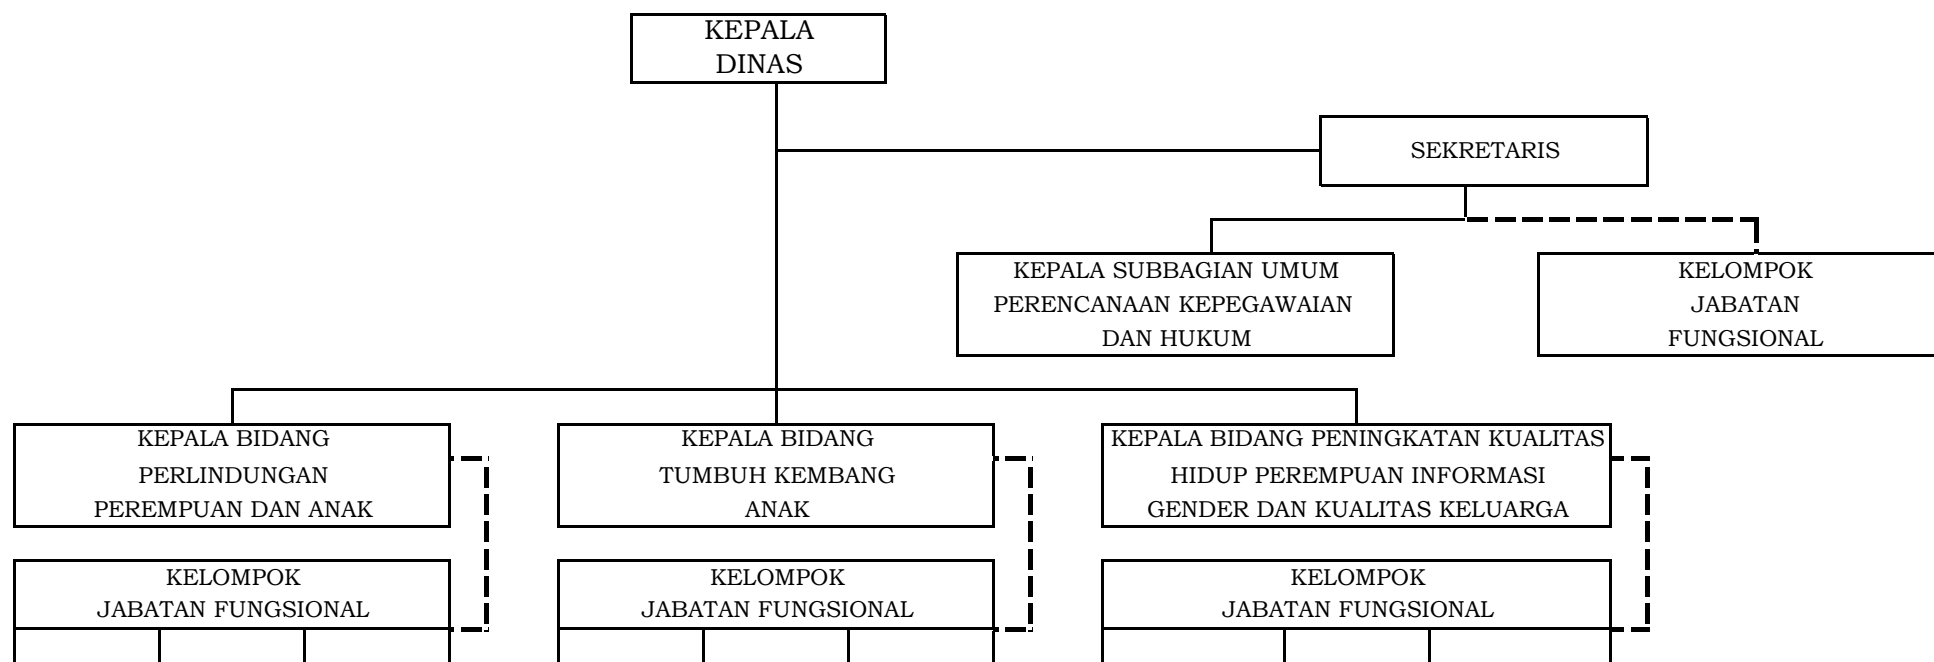 KEPALA
DINAS
SEKRETARIS
KEPALA SUBBAGIAN UMUM
PERENCANAAN KEPEGAWAIAN
DAN HUKUM
KELOMPOK
JABATAN
FUNGSIONAL
KEPALA BIDANG
PERLINDUNGAN
PEREMPUAN DAN ANAK
KEPALA BIDANG
TUMBUH KEMBANG
ANAK
KEPALA BIDANG PENINGKATAN KUALITAS
HIDUP PEREMPUAN INFORMASI
GENDER DAN KUALITAS KELUARGA
KELOMPOK
JABATAN FUNGSIONAL
KELOMPOK
JABATAN FUNGSIONAL
KELOMPOK
JABATAN FUNGSIONAL